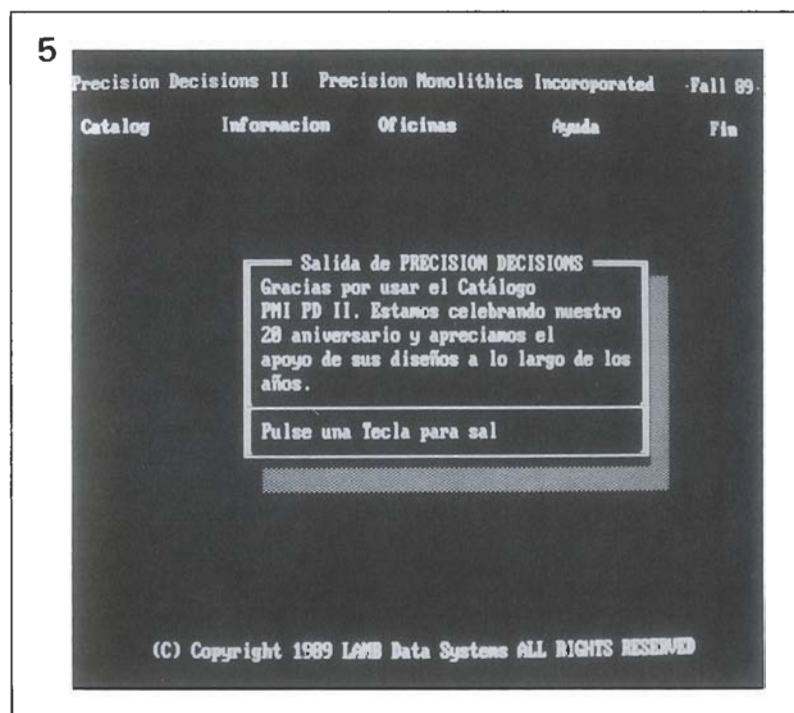 5
Precision Decisions II Precision Monolithics Incoroporated ·Fall 89·
Catalog Informacion Oficinas Ayuda Fin
Salida de PRECISION DECISIONS
Gracias por usar el Catálogo
PMI PD II. Estamos celebrando nuestro
20 aniversario y apreciamos el
apoyo de sus diseños a lo largo de los
años.
Pulse una Tecla para sal
(C) Copyright 1989 LAMB Data Systems ALL RIGHTS RESERVED